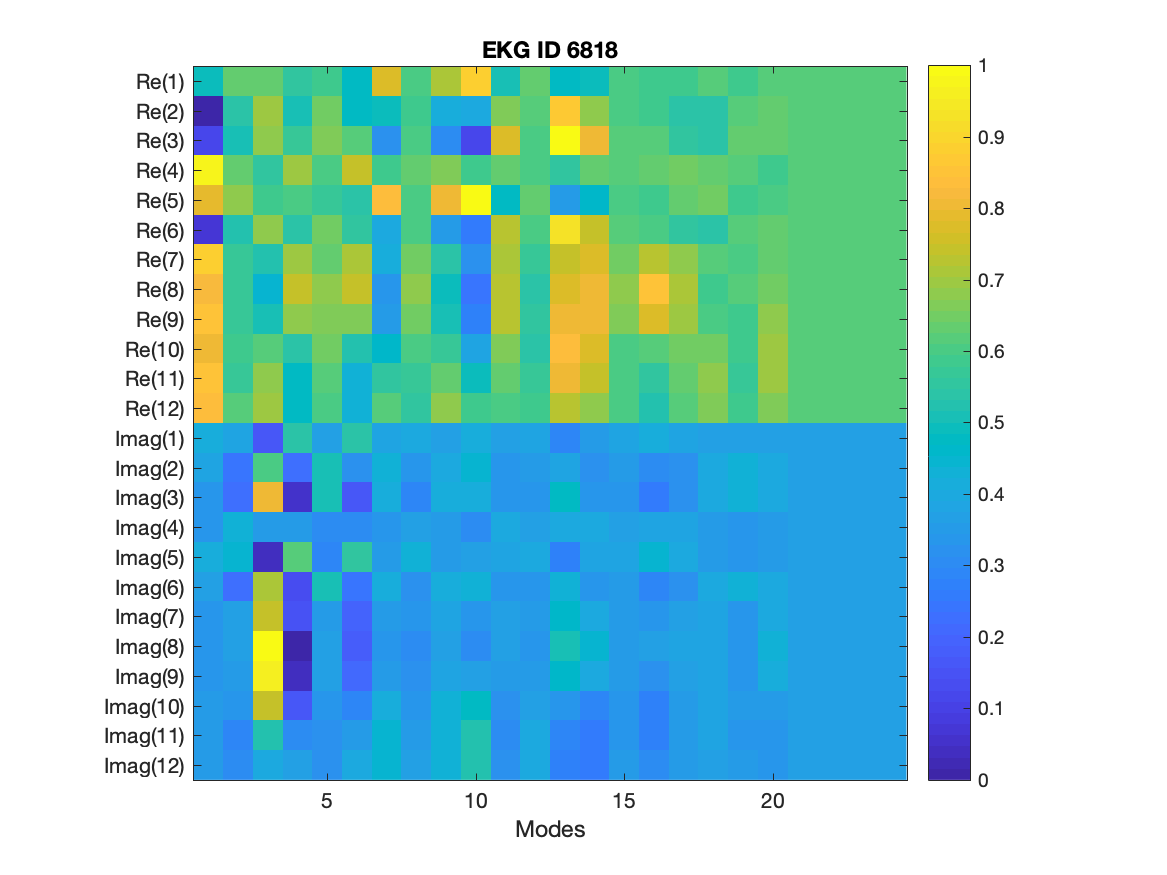 EKG ID 6818
Re(1)
Re(2)
Re(3)
Re(4)
Re(5)
Re(6)
Re(7)
Re(8)
Re(9)
Re(10)
Re(11)
Re(12)
Imag(1)
Imag(2)
Imag(3)
Imag(4)
Imag(5)
Imag(6)
Imag(7)
Imag(8)
Imag(9)
Imag(10)
Imag(11)
Imag(12)
5 10 15 20
Modes
1
0.9
0.8
0.7
0.6
0.5
0.4
0.3
0.2
0.1
0